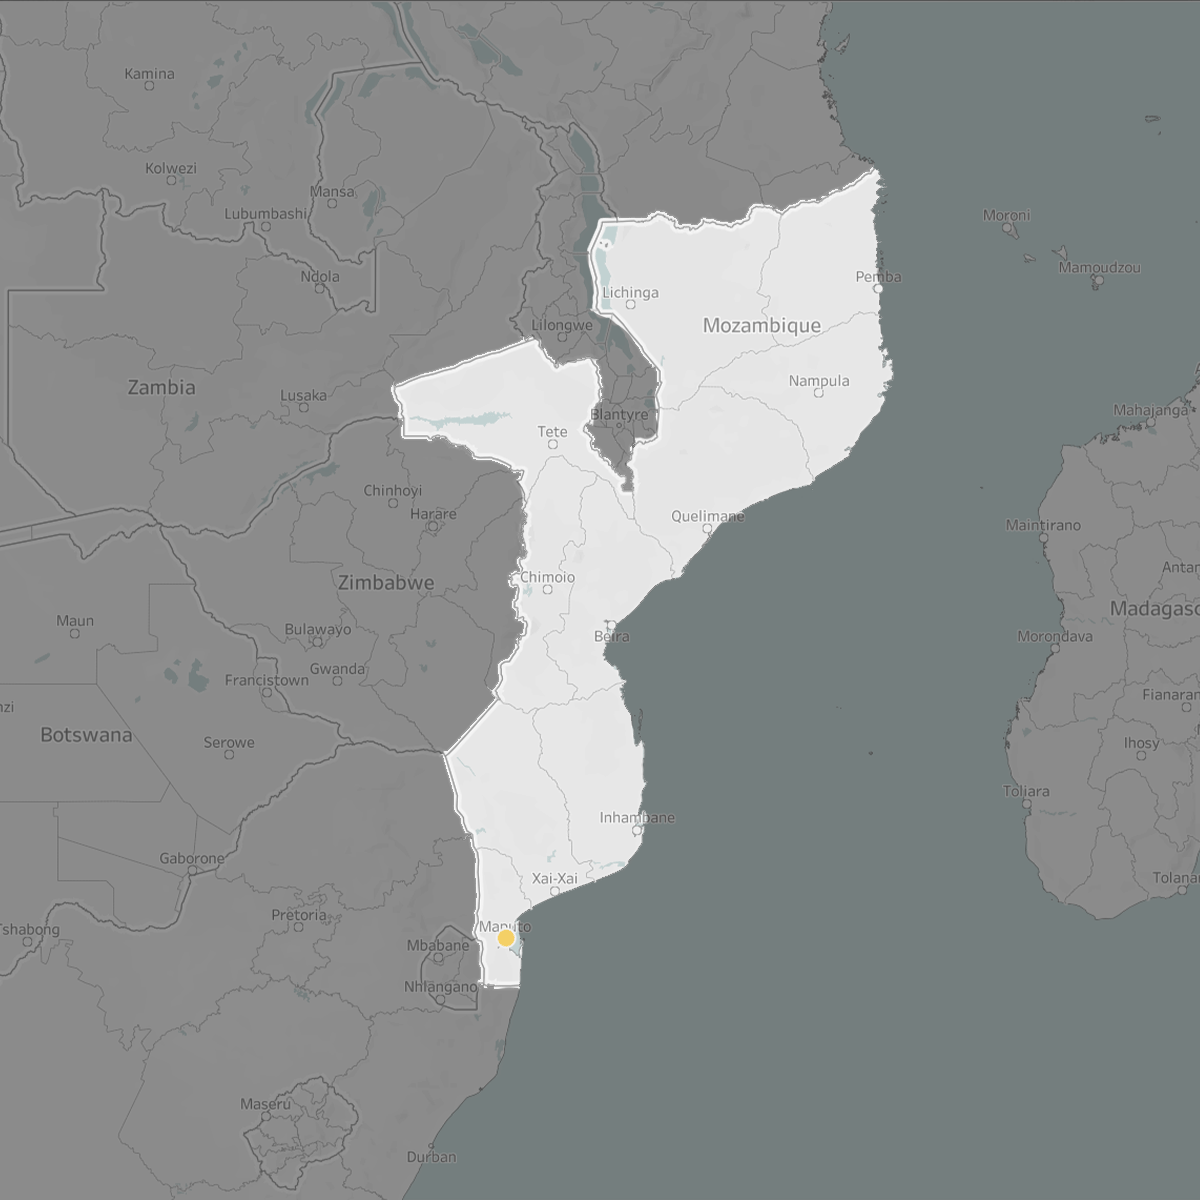 Kamina
Kolwezi
Mansa
Lubumbashi
Moroni
Mamoudzou
Ndola
Pemba
Lichinga
Lilongwe
Mozambique
Zambia
Lusaka
Nampula
Mahajanga
Blantyre
Tete
Chinhoyi
Harare
Quelimane
Maintirano
Antan
Chimoio
Zimbabwe
Madagasc
Maun
Bulawayo
Beira
Morondava
Gwanda
Francistown
Fianaran
nzi
Botswana
Serowe
Ihosy
Toliara
Inhambane
Gaborone
Xai-Xai
Tolana
Pretoria
Maputo
Tshabong
Mbabane
Nhlangano
Maseru
Durban